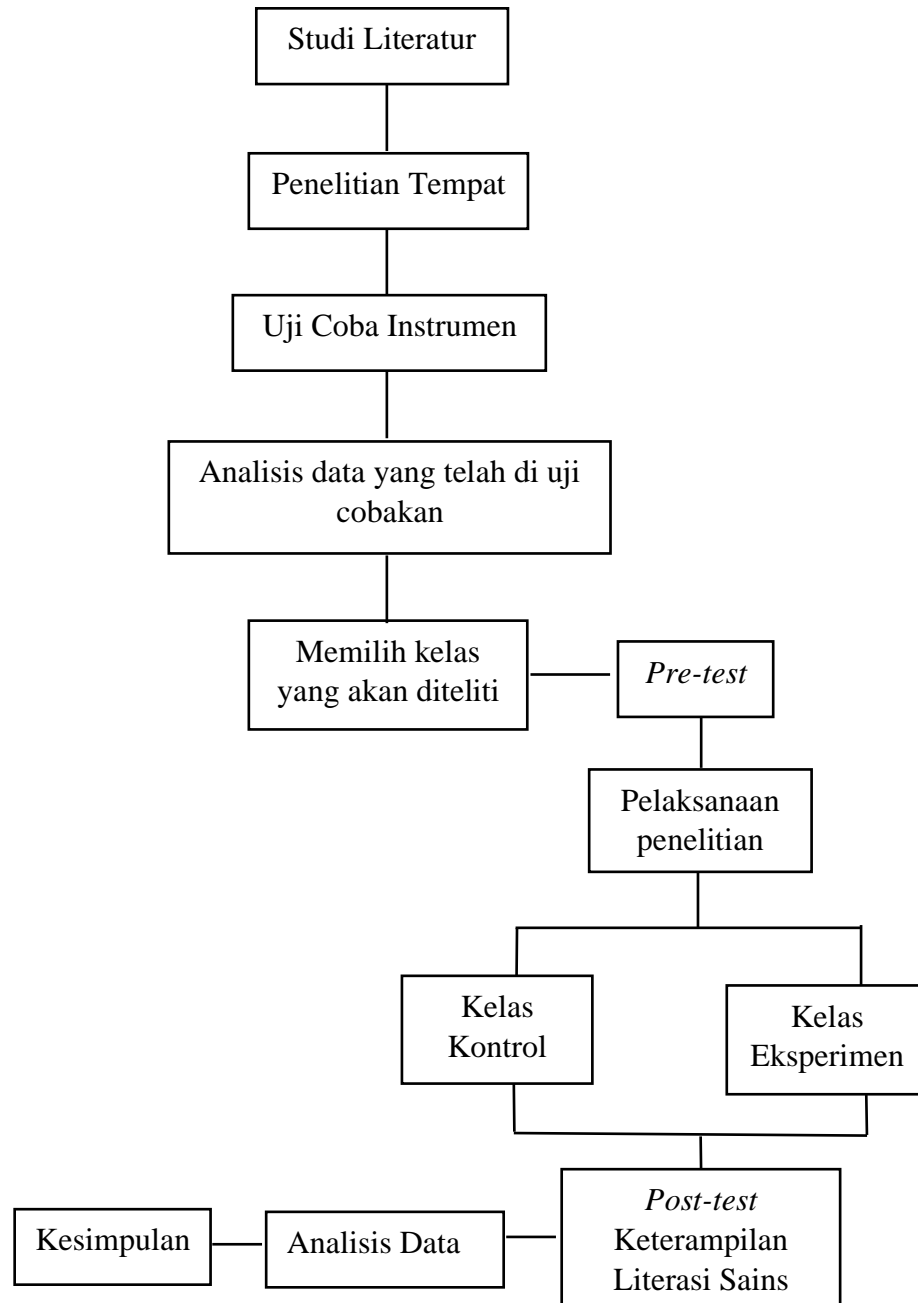 Studi Literatur
Penelitian Tempat
Uji Coba Instrumen
Analisis data yang telah di uji
cobakan
Memilih kelas
yang akan diteliti
Pre-test
Pelaksanaan
penelitian
Kelas
Kontrol
Kelas
Eksperimen
Post-test
Keterampilan
Literasi Sains
Analisis Data
Kesimpulan